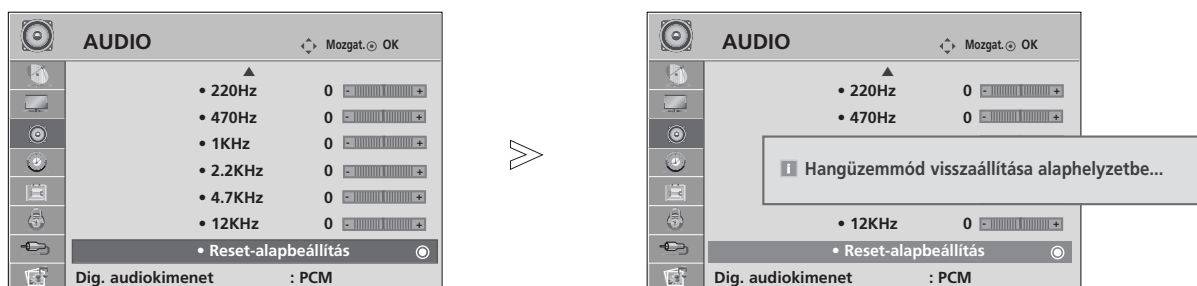 AUDIO Mozgat. OK
• 220Hz 0 - +
• 470Hz 0 - +
• 1KHz 0 - +
• 2.2KHz 0 - +
• 4.7KHz 0 - +
• 12KHz 0 - +
• Reset-alapbeállítás
Dig. audiokimenet : PCM
AUDIO Mozgat. OK
• 220Hz 0 - +
• 470Hz 0 - +
i Hangüzemmód visszaállítása alaphelyzetbe...
• 12KHz 0 - +
• Reset-alapbeállítás
Dig. audiokimenet : PCM